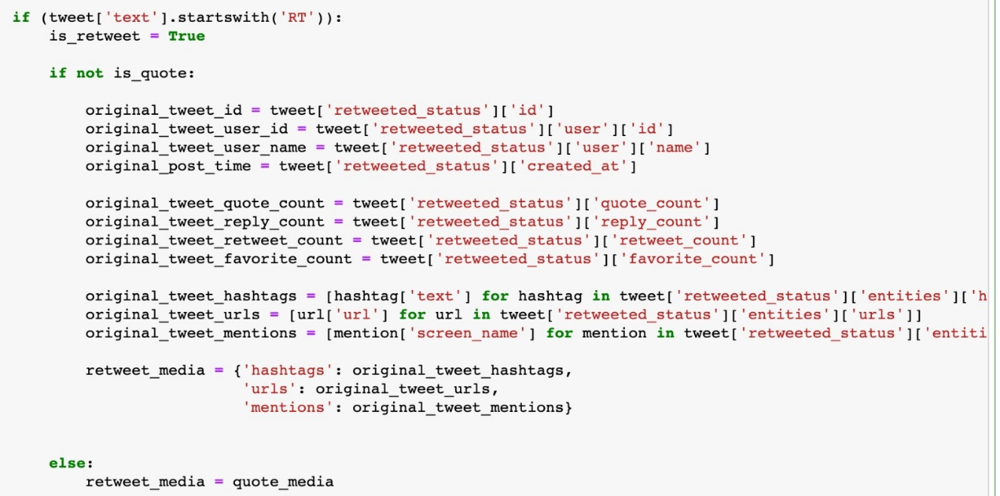 if (tweet['text'].startswith('RT')):
    is_retweet = True
    if not is_quote:
        original_tweet_id = tweet['retweeted_status']['id']
        original_tweet_user_id = tweet['retweeted_status']['user']['id']
        original_tweet_user_name = tweet['retweeted_status']['user']['name']
        original_post_time = tweet['retweeted_status']['created_at']
        original_tweet_quote_count = tweet['retweeted_status']['quote_count']
        original_tweet_reply_count = tweet['retweeted_status']['reply_count']
        original_tweet_retweet_count = tweet['retweeted_status']['retweet_count']
        original_tweet_favorite_count = tweet['retweeted_status']['favorite_count']
        original_tweet_hashtags = [hashtag['text'] for hashtag in tweet['retweeted_status']['entities']['h
        original_tweet_urls = [url['url'] for url in tweet['retweeted_status']['entities']['urls']]
        original_tweet_mentions = [mention['screen_name'] for mention in tweet['retweeted_status']['entiti
        retweet_media = {'hashtags': original_tweet_hashtags,
                         'urls': original_tweet_urls,
                         'mentions': original_tweet_mentions}
    else:
        retweet_media = quote_media